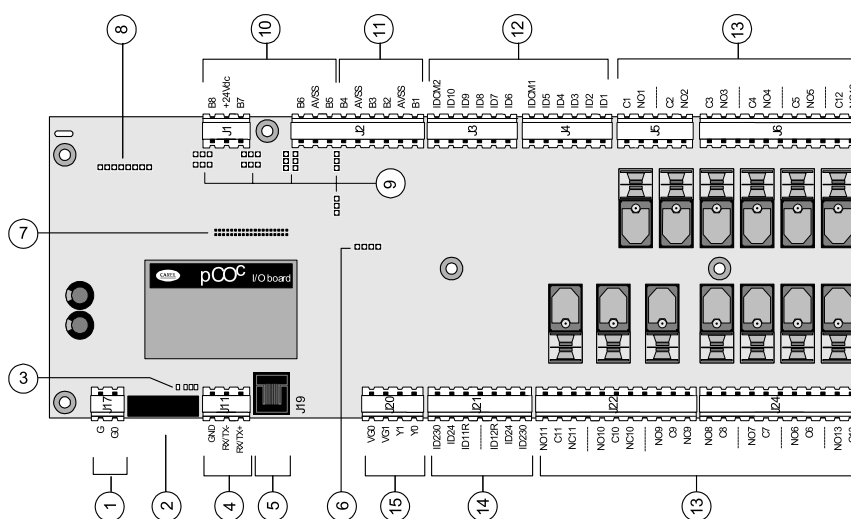 8
10
11
12
13
B8
+24Vdc
B7
B6
AVSS
B5
B4
AVSS
B3
B2
AVSS
B1
IDCM2
ID10
ID9
ID8
ID7
ID6
IDCM1
ID5
ID4
ID3
ID2
ID1
C1
NO1
C2
NO2
C3
NO3
C4
NO4
C5
NO5
C12
J1
J2
J3
J4
J5
J6
9
7
6
CAREL
pCOc
I/O board
3
J17
J11
J19
J20
J21
J22
J24
G
G0
GND
RX/TX-
RX/TX+
VG0
VG1
Y1
Y0
ID230
ID24
ID11R
ID12R
ID24
ID230
NO11
C11
NC11
NO10
C10
NC10
NO9
C9
NC9
NO8
C8
NO7
C7
NO6
C6
NO13
1
2
4
5
6
15
14
13